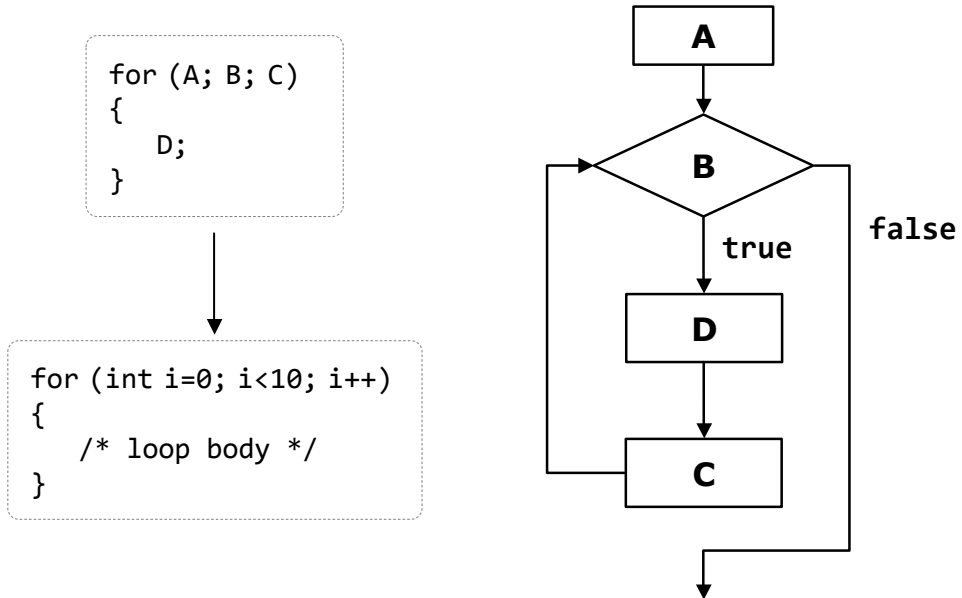 for (A; B; C)
{
D;
}
for (int i=0; i<10; i++)
{
/* loop body */
}
A
B
true
false
D
C